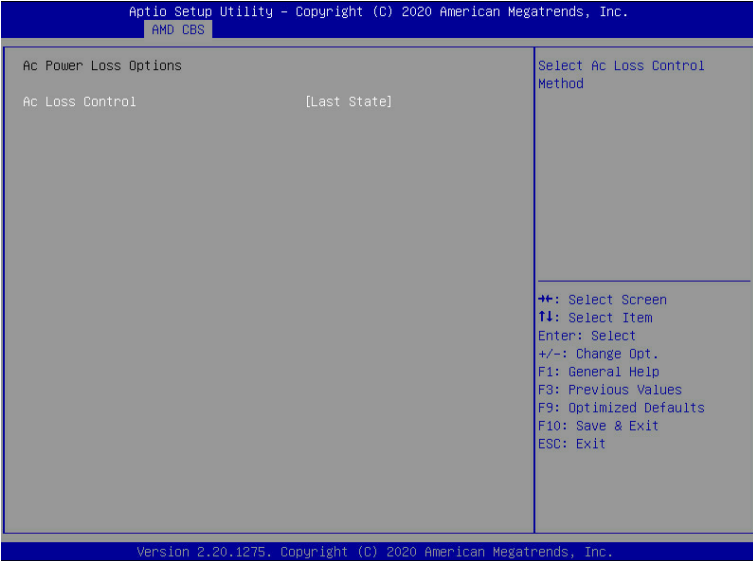 Aptio Setup Utility – Copyright (C) 2020 American Megatrends, Inc.
AMD CBS
Ac Power Loss Options
Ac Loss Control [Last State]
Select Ac Loss Control
Method
→←: Select Screen
↑↓: Select Item
Enter: Select
+/-: Change Opt.
F1: General Help
F3: Previous Values
F9: Optimized Defaults
F10: Save & Exit
ESC: Exit
Version 2.20.1275. Copyright (C) 2020 American Megatrends, Inc.